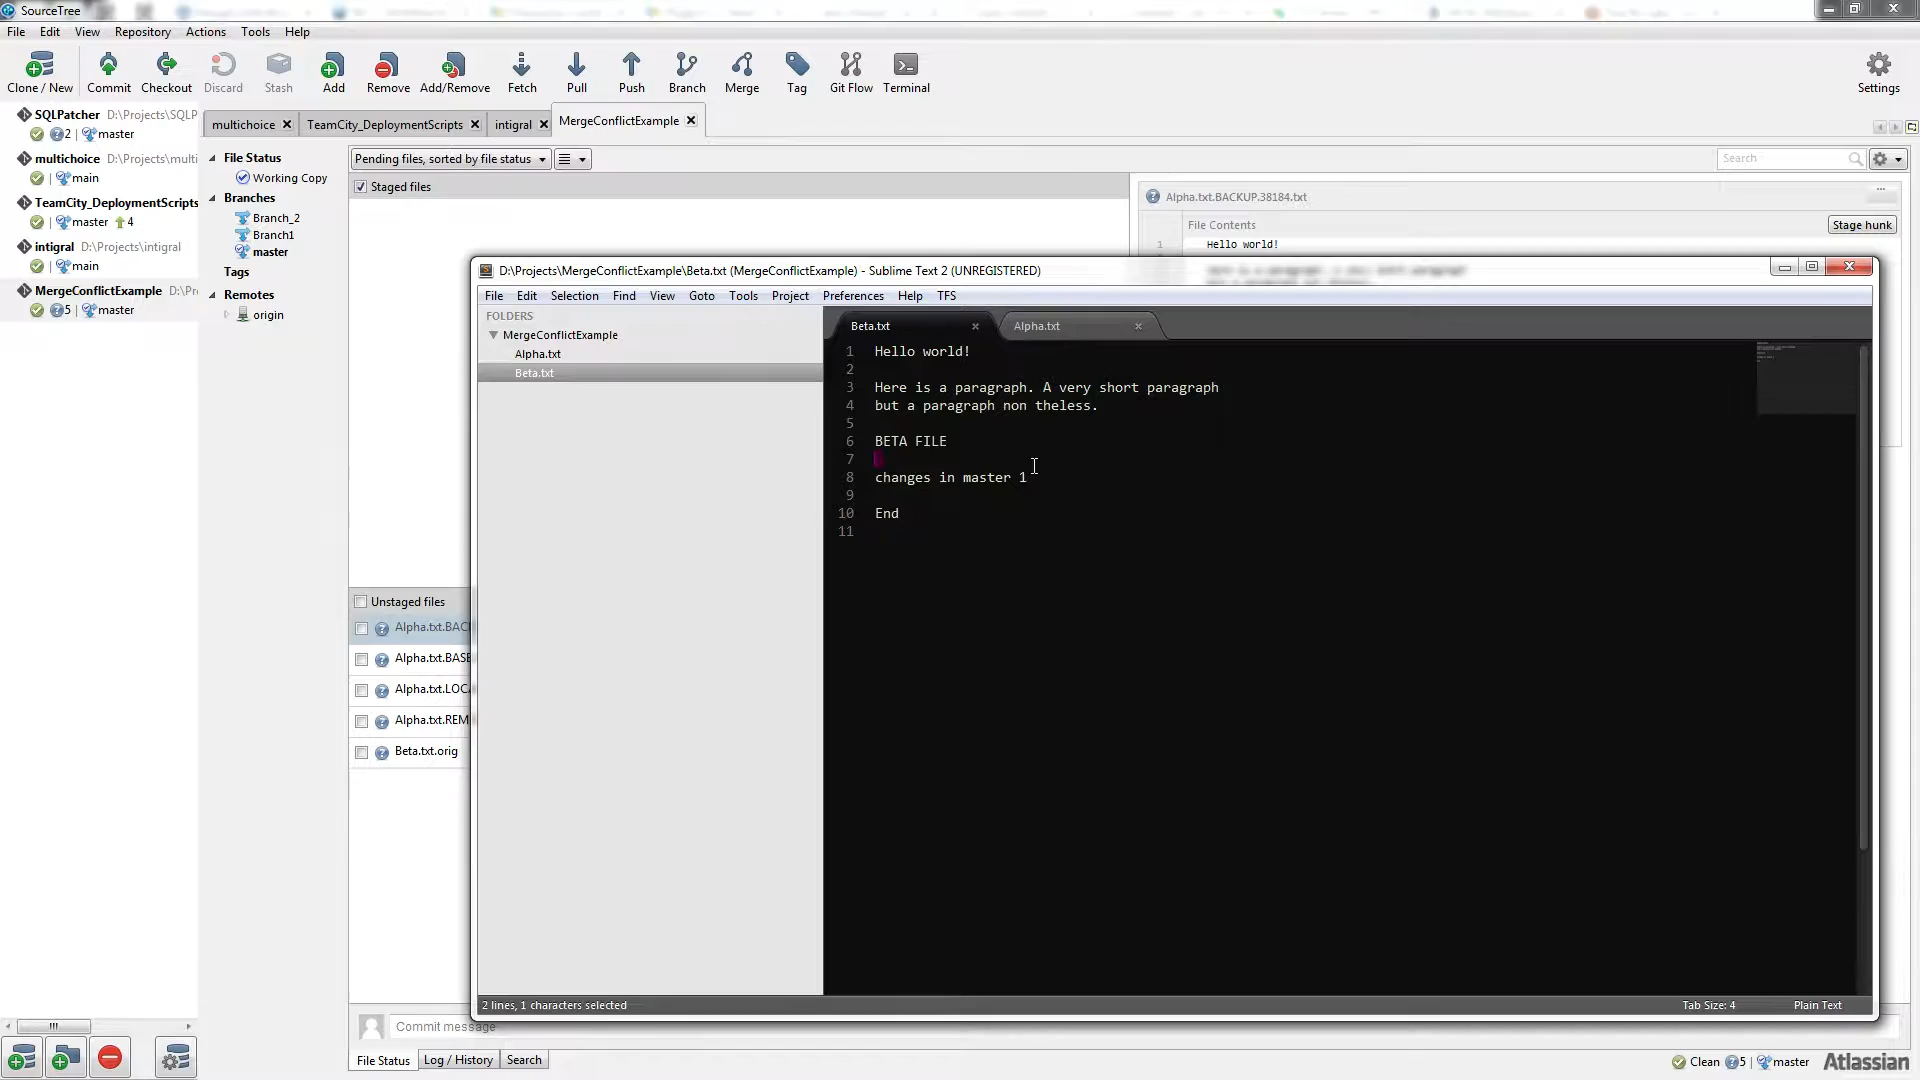 SourceTree
File Edit View Repository Actions Tools Help
Clone / New Commit Checkout Discard Stash Add Remove Add/Remove Fetch Pull Push Branch Merge Tag Git Flow Terminal Settings
SQLPatcher D:\Projects\SQLP
2 | master
multichoice D:\Projects\multi
| main
TeamCity_DeploymentScripts
| master 4
intigral D:\Projects\intigral
| main
MergeConflictExample D:\Pr
5 | master
multichoice TeamCity_DeploymentScripts intigral MergeConflictExample
File Status
Working Copy
Branches
Branch_2
Branch1
master
Tags
Remotes
origin
Pending files, sorted by file status
Search
Staged files
Alpha.txt.BACKUP.38184.txt
File Contents
Stage hunk
1 Hello world!
D:\Projects\MergeConflictExample\Beta.txt (MergeConflictExample) - Sublime Text 2 (UNREGISTERED)
File Edit Selection Find View Goto Tools Project Preferences Help TFS
FOLDERS
MergeConflictExample
Alpha.txt
Beta.txt
Beta.txt Alpha.txt
1 Hello world!
2
3 Here is a paragraph. A very short paragraph
4 but a paragraph non theless.
5
6 BETA FILE
7
8 changes in master 1
9
10 End
11
2 lines, 1 characters selected
Tab Size: 4
Plain Text
Unstaged files
Alpha.txt.BACK
Alpha.txt.BASE
Alpha.txt.LOCA
Alpha.txt.REM
Beta.txt.orig
Commit message
File Status Log / History Search
Clean 5 | master Atlassian